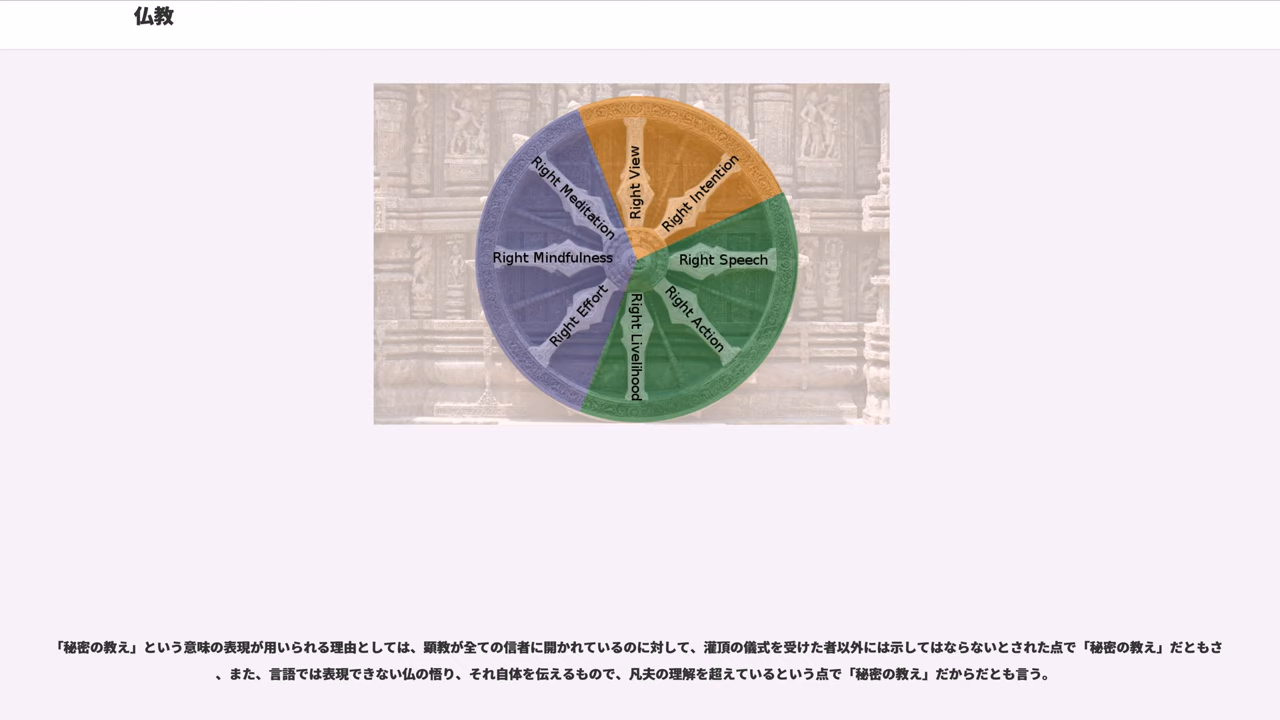 仏教
Right View
Right Intention
Right Speech
Right Action
Right Livelihood
Right Effort
Right Mindfulness
Right Meditation
「秘密の教え」という意味の表現が用いられる理由としては、顕教が全ての信者に開かれているのに対して、灌頂の儀式を受けた者以外には示してはならないとされた点で「秘密の教え」だともさ
、また、言語では表現できない仏の悟り、それ自体を伝えるもので、凡夫の理解を超えているという点で「秘密の教え」だからだとも言う。